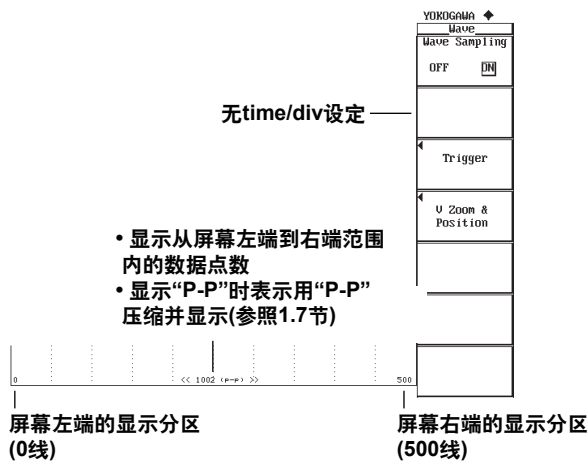 YOKOGAWA ◆
Wave
Wave Sampling
OFF ON
无time/div设定
Trigger
V Zoom &
Position
• 显示从屏幕左端到右端范围
内的数据点数
• 显示“P-P”时表示用“P-P”
压缩并显示(参照1.7节)
0 << 1002 (p-p) >> 500
屏幕左端的显示分区
(0线)
屏幕右端的显示分区
(500线)